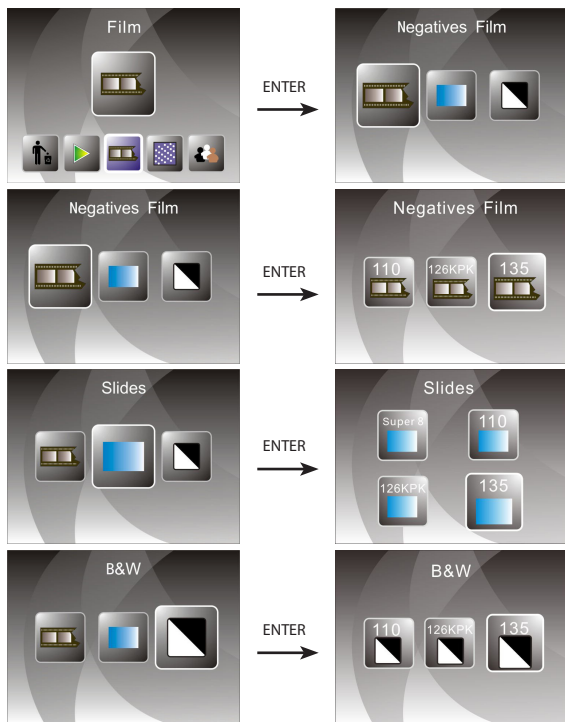 Film
ENTER
Negatives Film
Negatives Film
ENTER
Negatives Film
110 126KPK 135
Slides
ENTER
Slides
Super 8 110
126KPK 135
B&W
ENTER
B&W
110 126KPK 135